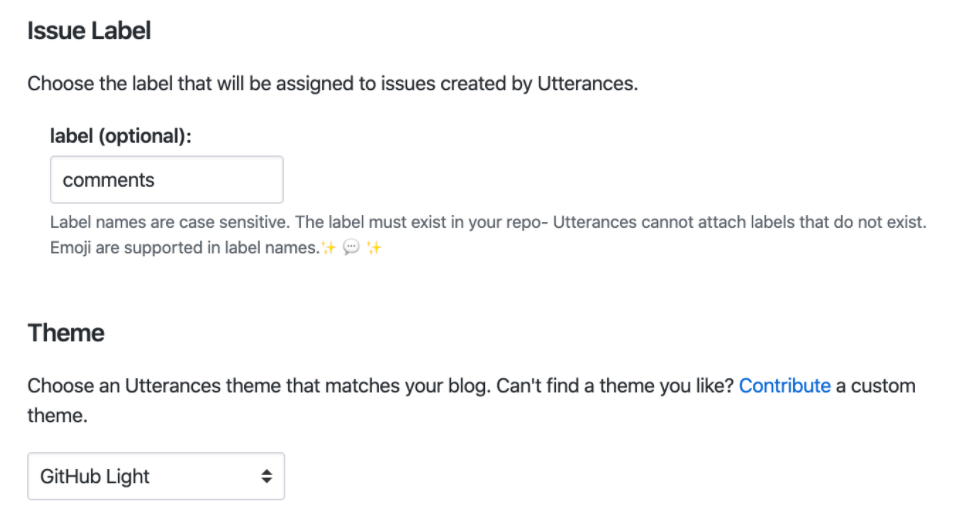 Issue Label
Choose the label that will be assigned to issues created by Utterances.
label (optional):
comments
Label names are case sensitive. The label must exist in your repo- Utterances cannot attach labels that do not exist.
Emoji are supported in label names.✨ 💬 ✨
Theme
Choose an Utterances theme that matches your blog. Can't find a theme you like? Contribute a custom
theme.
GitHub Light